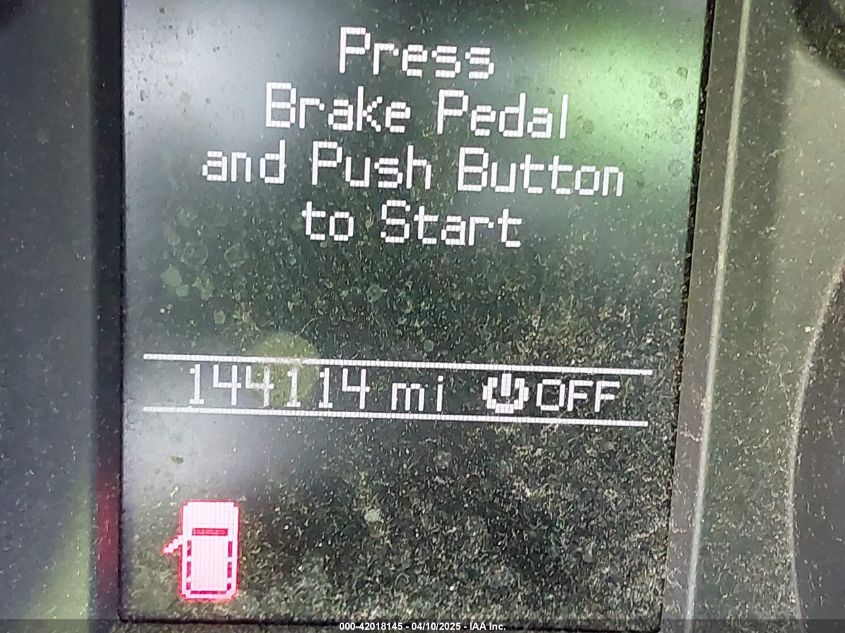 Press
Brake Pedal
and Push Button
to Start
144114 mi OFF
000-42018145 - 04/10/2025 - IAA Inc.